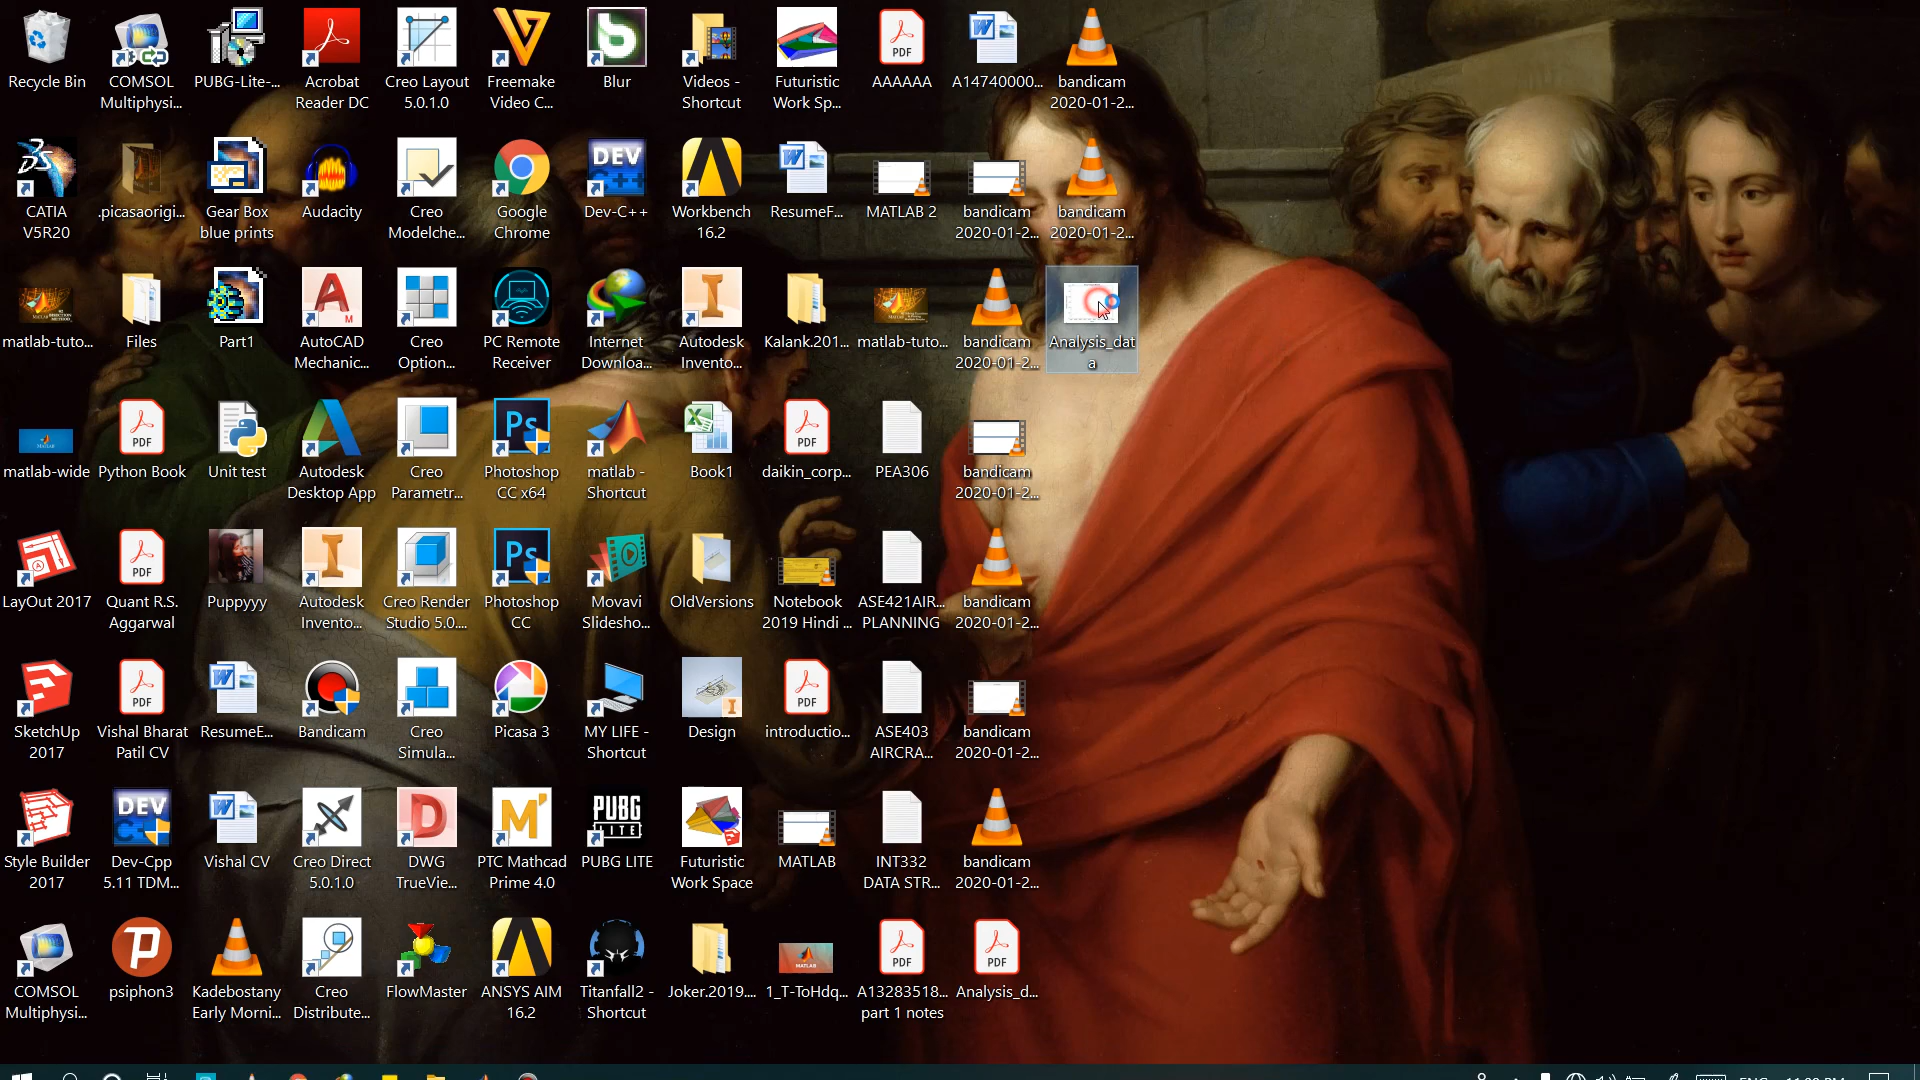 Recycle Bin
COMSOL
Multiphysi...
PUBG-Lite-...
Acrobat
Reader DC
Creo Layout
5.0.1.0
Freemake
Video C...
Blur
Videos -
Shortcut
Futuristic
Work Sp...
AAAAAA
A14740000...
bandicam
2020-01-2...
CATIA
V5R20
.picasaorigi...
Gear Box
blue prints
Audacity
Creo
Modelche...
Google
Chrome
Dev-C++
Workbench
16.2
ResumeF...
MATLAB 2
bandicam
2020-01-2...
bandicam
2020-01-2...
matlab-tuto...
Files
Part1
AutoCAD
Mechanic...
Creo
Option...
PC Remote
Receiver
Internet
Downloa...
Autodesk
Invento...
Kalank.201...
matlab-tuto...
bandicam
2020-01-2...
Analysis_dat
a
matlab-wide
Python Book
Unit test
Autodesk
Desktop App
Creo
Parametr...
Photoshop
CC x64
matlab -
Shortcut
Book1
daikin_corp...
PEA306
bandicam
2020-01-2...
LayOut 2017
Quant R.S.
Aggarwal
Puppyyy
Autodesk
Invento...
Creo Render
Studio 5.0....
Photoshop
CC
Movavi
Slidesho...
OldVersions
Notebook
2019 Hindi ...
ASE421AIR...
PLANNING
bandicam
2020-01-2...
SketchUp
2017
Vishal Bharat
Patil CV
ResumeE...
Bandicam
Creo
Simula...
Picasa 3
MY LIFE -
Shortcut
Design
introductio...
ASE403
AIRCRA...
bandicam
2020-01-2...
Style Builder
2017
Dev-Cpp
5.11 TDM...
Vishal CV
Creo Direct
5.0.1.0
DWG
TrueVie...
PTC Mathcad
Prime 4.0
PUBG LITE
Futuristic
Work Space
MATLAB
INT332
DATA STR...
bandicam
2020-01-2...
COMSOL
Multiphysi...
psiphon3
Kadebostany
Early Morni...
Creo
Distribute...
FlowMaster
ANSYS AIM
16.2
Titanfall2 -
Shortcut
Joker.2019....
1_T-ToHdq...
A13283518...
part 1 notes
Analysis_d...